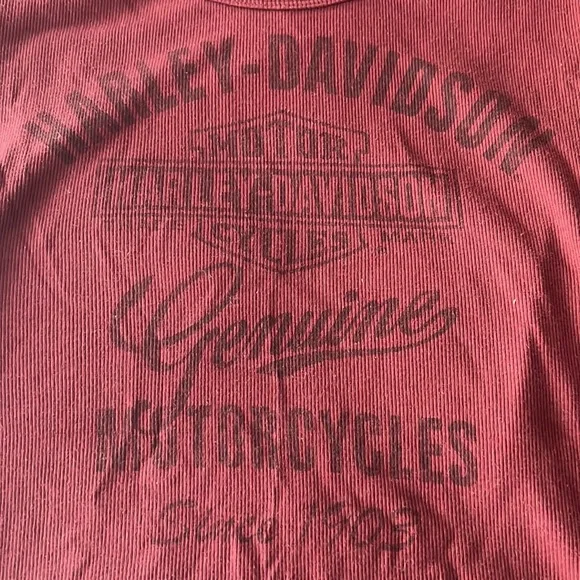 HARLEY-DAVIDSON
MOTOR
HARLEY-DAVIDSON
CYCLES
Genuine
MOTORCYCLES
Since 1903